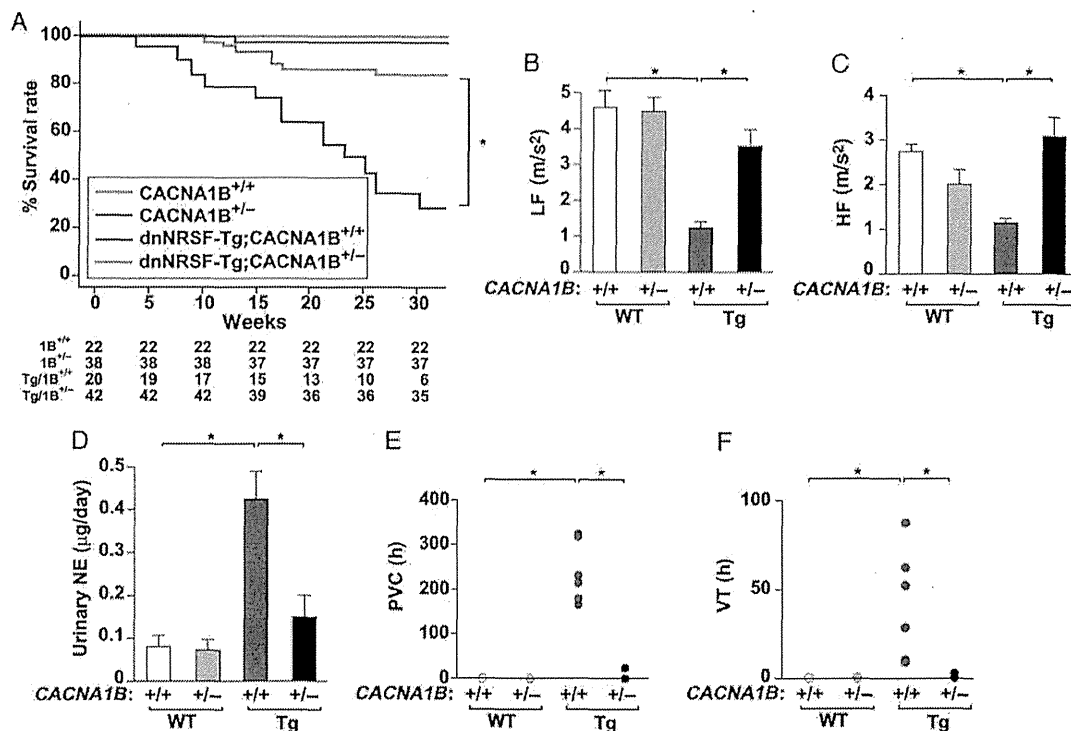 A
% Survival rate
100
80
60
40
20
0
CACNA1B+/+
CACNA1B+/−
dnNRSF-Tg;CACNA1B+/+
dnNRSF-Tg;CACNA1B+/−
*
0 5 10 15 20 25 30
Weeks
1B+/+ 22 22 22 22 22 22 22
1B+/− 38 38 38 37 37 37 37
Tg/1B+/+ 20 19 17 15 13 10 6
Tg/1B+/− 42 42 42 39 36 36 35
B
* *
LF (m/s2)
5
4
3
2
1
0
CACNA1B: +/+ +/− +/+ +/−
WT Tg
C
* *
HF (m/s2)
4
3
2
1
0
CACNA1B: +/+ +/− +/+ +/−
WT Tg
D
* *
Urinary NE (μg/day)
0.5
0.4
0.3
0.2
0.1
0
CACNA1B: +/+ +/− +/+ +/−
WT Tg
E
* *
PVC (h)
400
300
200
100
0
CACNA1B: +/+ +/− +/+ +/−
WT Tg
F
* *
VT (h)
100
50
0
CACNA1B: +/+ +/− +/+ +/−
WT Tg